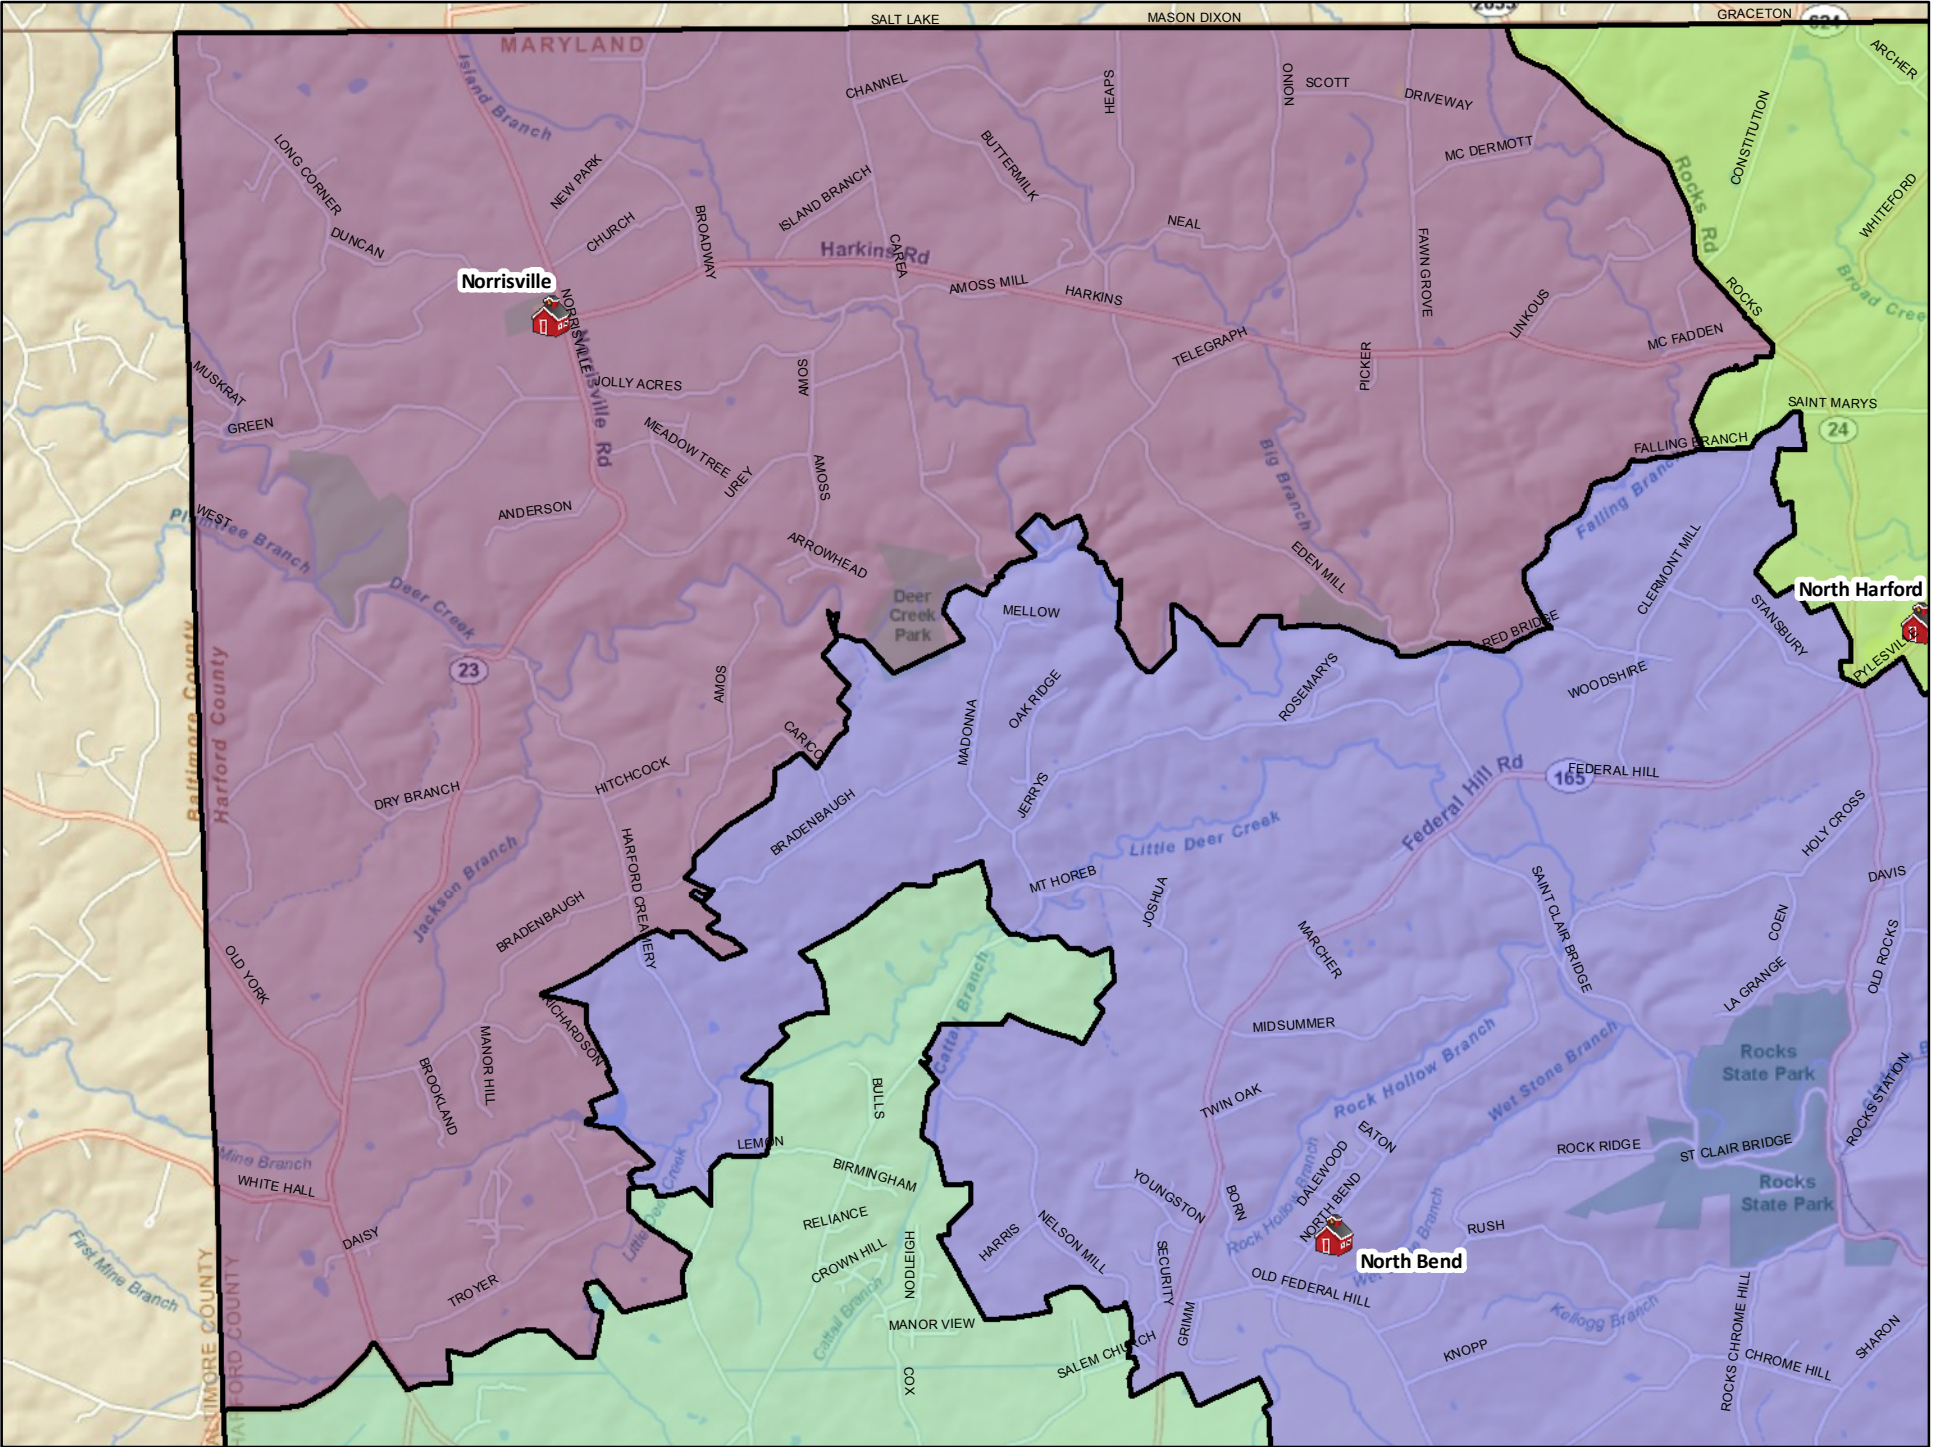 SALT LAKE
MASON DIXON
2055
GRACETON
624
MARYLAND
ARCHER
Island Branch
CHANNEL
HEAPS
ONION
SCOTT
DRIVEWAY
CONSTITUTION
LONG CORNER
NEW PARK
BUTTERMILK
MC DERMOTT
Rocks Rd
WHITEFORD
ISLAND BRANCH
DUNCAN
CHURCH
BROADWAY
NEAL
Harkins Rd
CAREA
FAWN GROVE
Norrisville
NORRISVILLE
AMOSS MILL
HARKINS
LINKOUS
ROCKS
Norrisville Rd
TELEGRAPH
MC FADDEN
PICKER
MUSKRAT
JOLLY ACRES
AMOS
SAINT MARYS
GREEN
24
MEADOW TREE
FALLING BRANCH
UREY
AMOSS
Big Branch
Falling Branch
WEST
ANDERSON
Plumtree Branch
ARROWHEAD
EDEN MILL
CLERMONT MILL
Deer Creek
Deer
Creek
Park
MELLOW
RED BRIDGE
STANSBURY
North Harford
Baltimore County
Harford County
23
AMOS
OAK RIDGE
ROSEMARYS
WOODSHIRE
MADONNA
CARICO
HITCHCOCK
DRY BRANCH
JERRYS
Federal Hill Rd
165
FEDERAL HILL
BRADENBAUGH
Little Deer Creek
HOLY CROSS
HARFORD CREAMERY
Jackson Branch
MT HOREB
JOSHUA
SAINT CLAIR BRIDGE
DAVIS
BRADENBAUGH
MARCHER
COEN
OLD ROCKS
OLD YORK
Cattail Branch
LA GRANGE
RICHARDSON
MIDSUMMER
MANOR HILL
BROOKLAND
BULLS
TWIN OAK
Rock Hollow Branch
Wet Stone Branch
Rocks
State Park
ROCKS STATION
Mine Branch
WHITE HALL
LEMON
BIRMINGHAM
EATON
DALEWOOD
ROCK RIDGE
ST CLAIR BRIDGE
YOUNGSTON
BORN
NORTH BEND
Rocks
State Park
RELIANCE
DAISY
HARRIS
NELSON MILL
Rock Hollow Branch
RUSH
North Bend
First Mine Branch
CROWN HILL
NODLEIGH
SECURITY
TROYER
OLD FEDERAL HILL
Cattail Branch
MANOR VIEW
GRIMM
Kellogg Branch
ROCKS CHROME HILL
SALEM CHURCH
KNOPP
CHROME HILL
SHARON
COX
HARFORD COUNTY